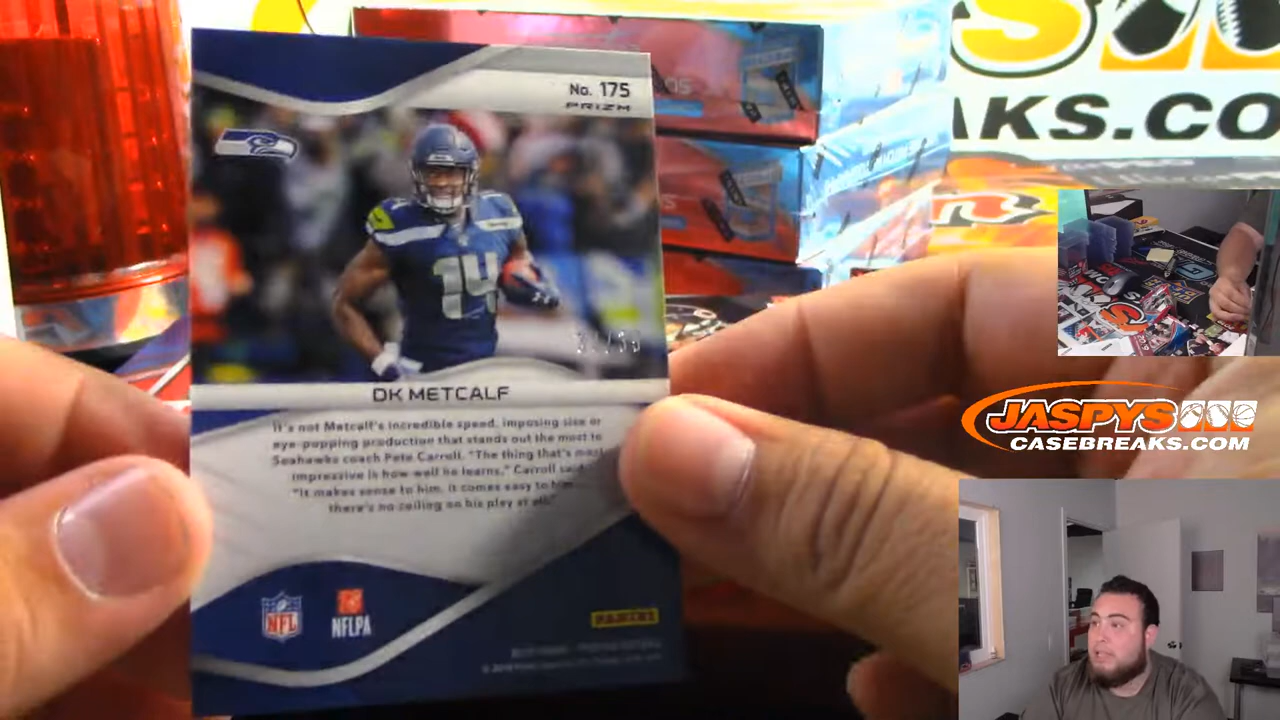 No. 175
PRIZM
14
DK METCALF
It's not Metcalf's incredible speed, imposing size or
eye-popping production that stands out the most to
Seahawks coach Pete Carroll. "The thing that's most
impressive is how well he learns," Carroll said.
"It makes sense to him, it comes easy to him
there's no ceiling on his play at all."
NFL
NFLPA
PANINI
AKS.CO
JASPYS
CASEBREAKS.COM